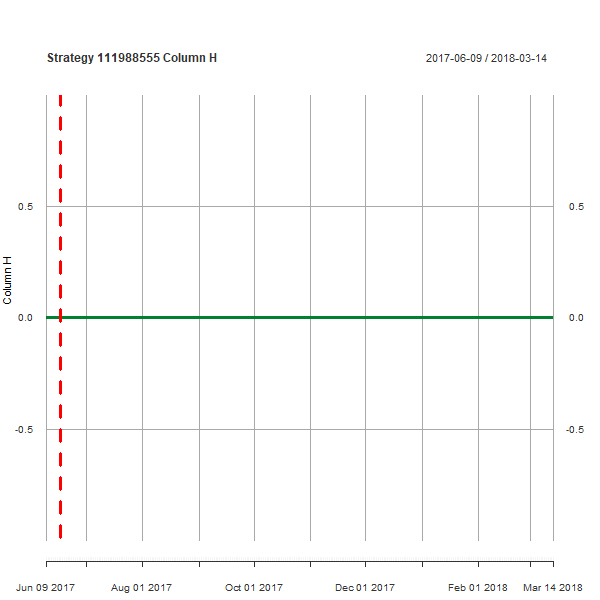 Strategy 111988555 Column H
2017-06-09 / 2018-03-14
0.5
0.5
Column H
0.0
0.0
-0.5
-0.5
Jun 09 2017
Aug 01 2017
Oct 01 2017
Dec 01 2017
Feb 01 2018
Mar 14 2018